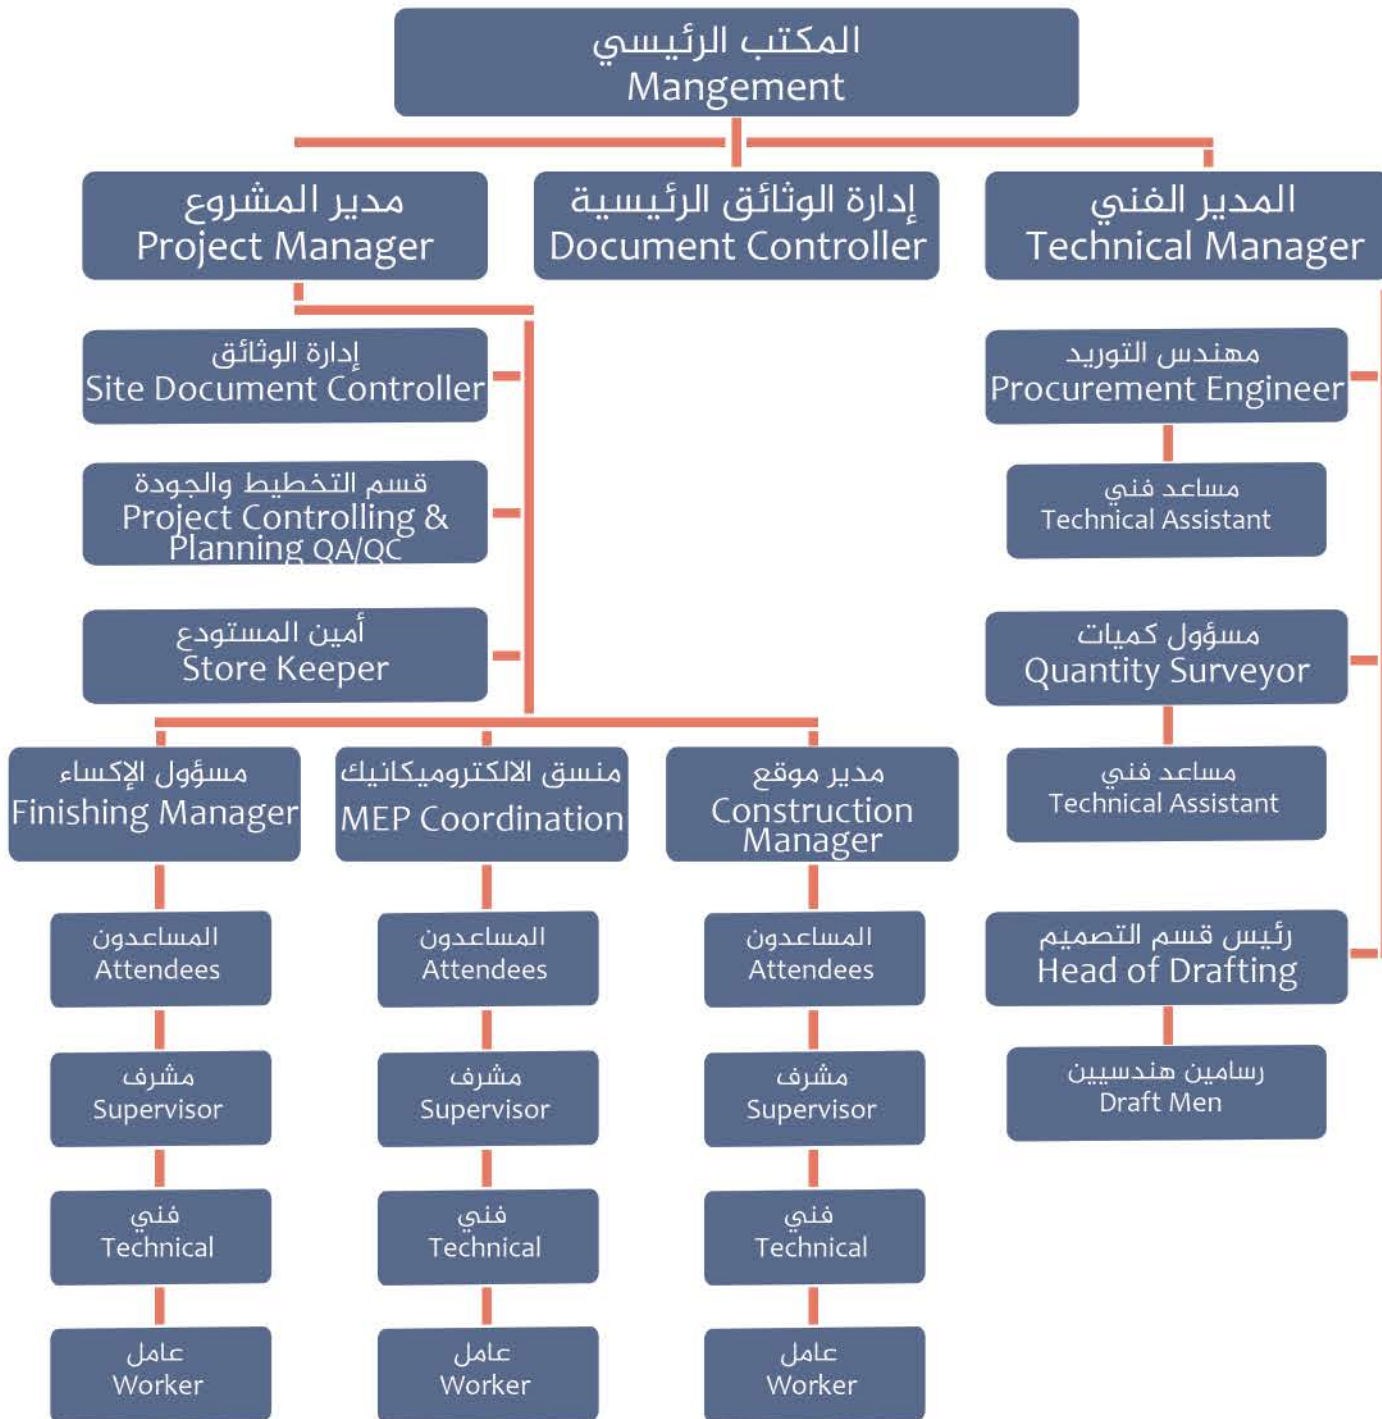 المكتب الرئيسي
Mangement
مدير المشروع
Project Manager
إدارة الوثائق الرئيسية
Document Controller
المدير الفني
Technical Manager
إدارة الوثائق
Site Document Controller
قسم التخطيط والجودة
Project Controlling &
Planning QA/QC
أمين المستودع
Store Keeper
مسؤول الإكساء
Finishing Manager
المساعدون
Attendees
مشرف
Supervisor
فني
Technical
عامل
Worker
منسق الالكتروميكانيك
MEP Coordination
المساعدون
Attendees
مشرف
Supervisor
فني
Technical
عامل
Worker
مدير موقع
Construction
Manager
المساعدون
Attendees
مشرف
Supervisor
فني
Technical
عامل
Worker
مهندس التوريد
Procurement Engineer
مساعد فني
Technical Assistant
مسؤول كميات
Quantity Surveyor
مساعد فني
Technical Assistant
رئيس قسم التصميم
Head of Drafting
رسامين هندسيين
Draft Men